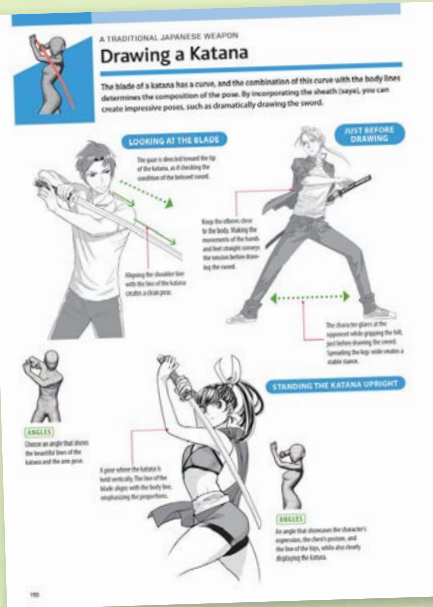 A TRADITIONAL JAPANESE WEAPON
Drawing a Katana
The blade of a katana has a curve, and the combination of this curve with the body lines
determines the composition of the pose. By incorporating the sheath (saya), you can
create impressive poses, such as dramatically drawing the sword.
LOOKING AT THE BLADE
The gaze is directed toward the tip
of the katana, as if checking the
condition of the beloved sword.
Aligning the shoulder line
with the line of the katana
creates a clean pose.
JUST BEFORE
DRAWING
Keep the elbows close
to the body. Making the
movements of the hands
and feet straight conveys
the tension before draw-
ing the sword.
The character glares at the
opponent while gripping the hilt,
just before drawing the sword.
Spreading the legs wide creates a
stable stance.
ANGLES
Choose an angle that shows
the beautiful lines of the
katana and the arm pose.
STANDING THE KATANA UPRIGHT
A pose where the katana is
held vertically. The line of the
blade aligns with the body line,
emphasizing the proportions.
ANGLES
An angle that showcases the character's
expression, the chest's posture, and
the line of the hips, while also clearly
displaying the katana.